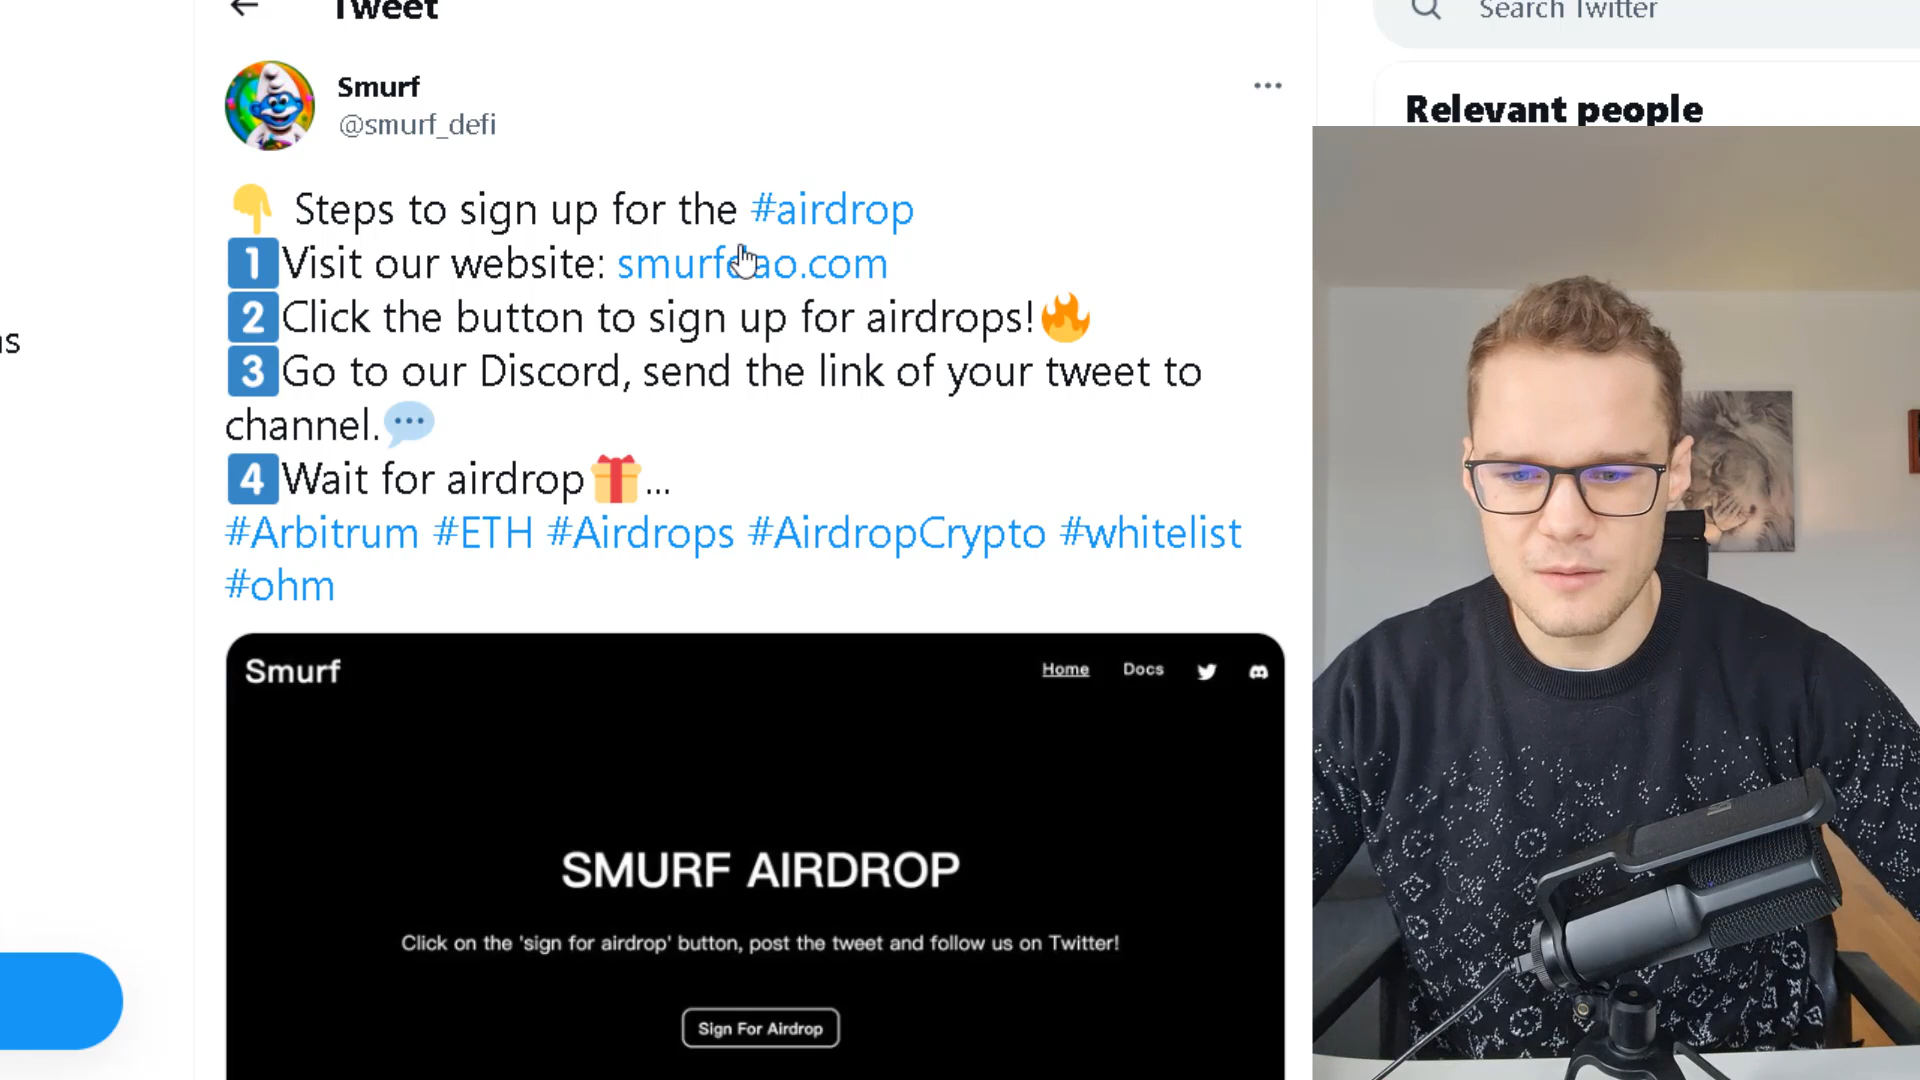 Tweet
Search Twitter
Smurf
@smurf_defi
Relevant people
Steps to sign up for the #airdrop
1 Visit our website: smurfdao.com
2 Click the button to sign up for airdrops!
3 Go to our Discord, send the link of your tweet to
channel.
4 Wait for airdrop ...
#Arbitrum #ETH #Airdrops #AirdropCrypto #whitelist
#ohm
Smurf
Home Docs
SMURF AIRDROP
Click on the 'sign for airdrop' button, post the tweet and follow us on Twitter!
Sign For Airdrop